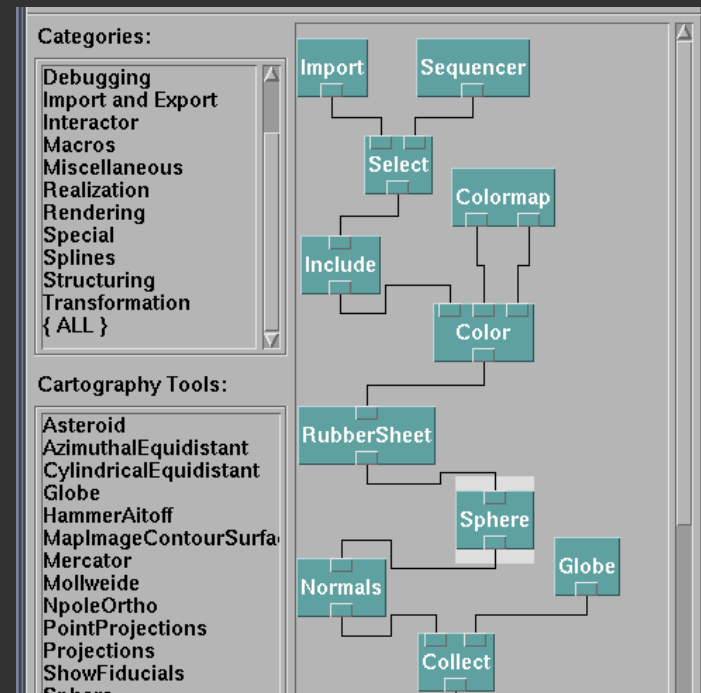 Categories:
Debugging
Import and Export
Interactor
Macros
Miscellaneous
Realization
Rendering
Special
Splines
Structuring
Transformation
{ ALL }
Cartography Tools:
Asteroid
AzimuthalEquidistant
CylindricalEquidistant
Globe
HammerAitoff
MapImageContourSurfa
Mercator
Mollweide
NpoleOrtho
PointProjections
Projections
ShowFiducials
Sphere
Import
Sequencer
Select
Colormap
Include
Color
RubberSheet
Sphere
Globe
Normals
Collect